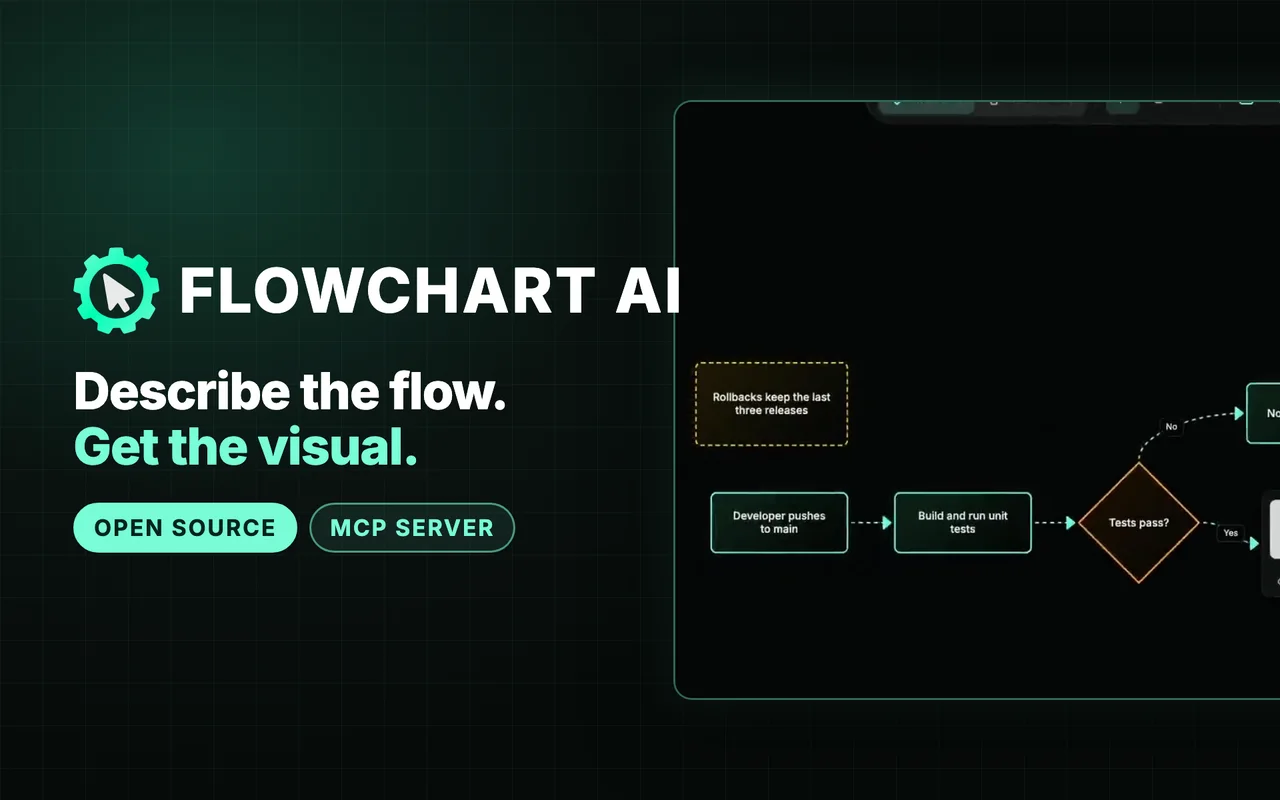 FLOWCHART AI
Describe the flow.
Get the visual.
OPEN SOURCE
MCP SERVER
Rollbacks keep the last
three releases
Developer pushes
to main
Build and run unit
tests
Tests pass?
No
Yes